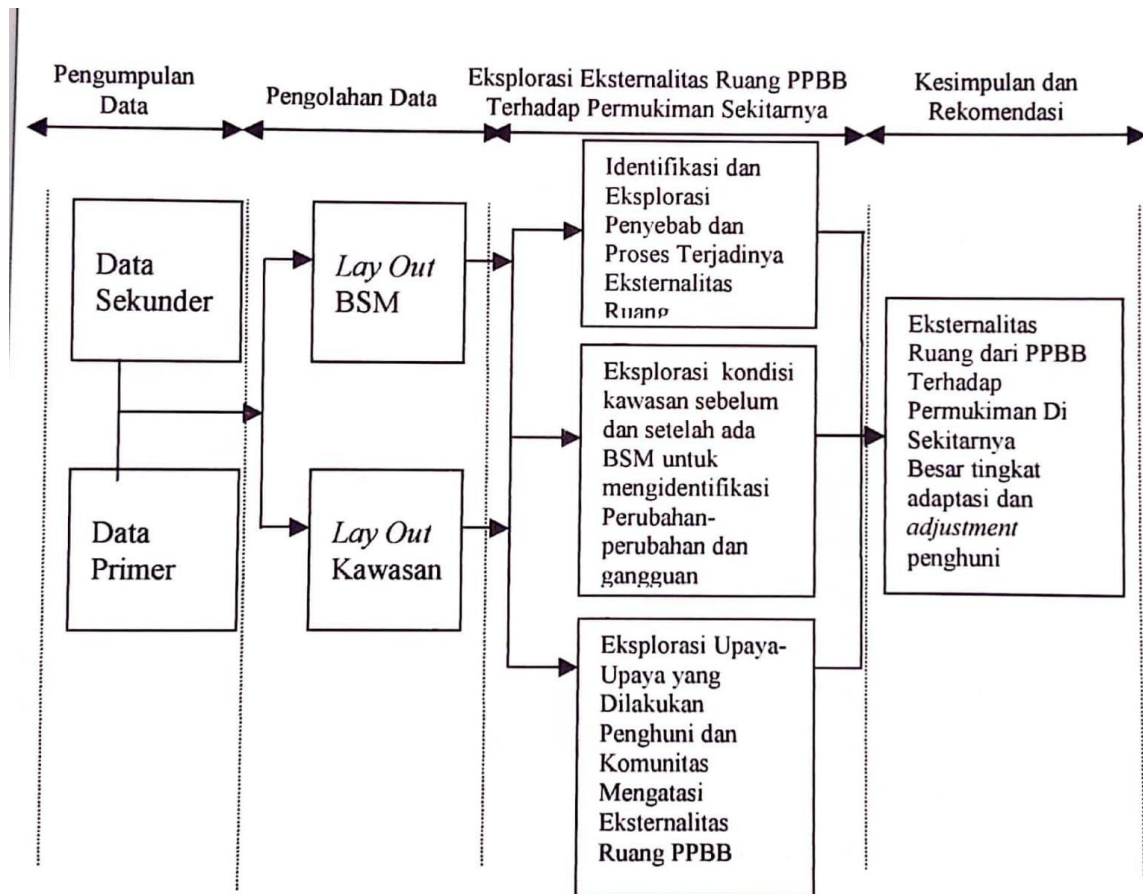 Pengumpulan
Data
Pengolahan Data
Eksplorasi Eksternalitas Ruang PPBB
Terhadap Permukiman Sekitarnya
Kesimpulan dan
Rekomendasi
Data
Sekunder
Data
Primer
Lay Out
BSM
Lay Out
Kawasan
Identifikasi dan
Eksplorasi
Penyebab dan
Proses Terjadinya
Eksternalitas
Ruang
Eksplorasi kondisi
kawasan sebelum
dan setelah ada
BSM untuk
mengidentifikasi
Perubahan-
perubahan dan
gangguan
Eksplorasi Upaya-
Upaya yang
Dilakukan
Penghuni dan
Komunitas
Mengatasi
Eksternalitas
Ruang PPBB
Eksternalitas
Ruang dari PPBB
Terhadap
Permukiman Di
Sekitarnya
Besar tingkat
adaptasi dan
adjustment
penghuni